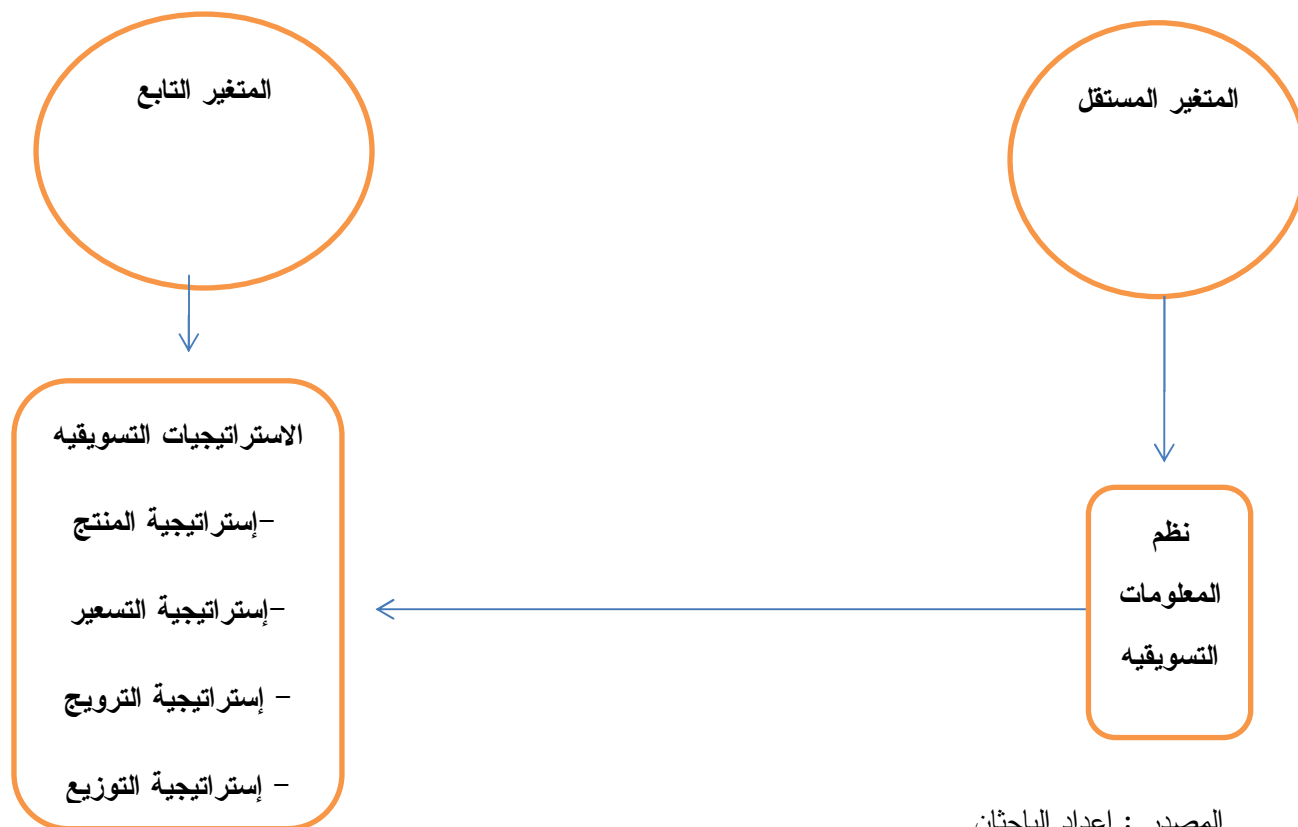 المتغير المستقل
المتغير التابع
نظم
المعلومات
التسويقيه
الاستراتيجيات التسويقيه
-إستراتيجية المنتج
-إستراتيجية التسعير
- إستراتيجية الترويج
- إستراتيجية التوزيع
المصدر : اعداد الباحثان